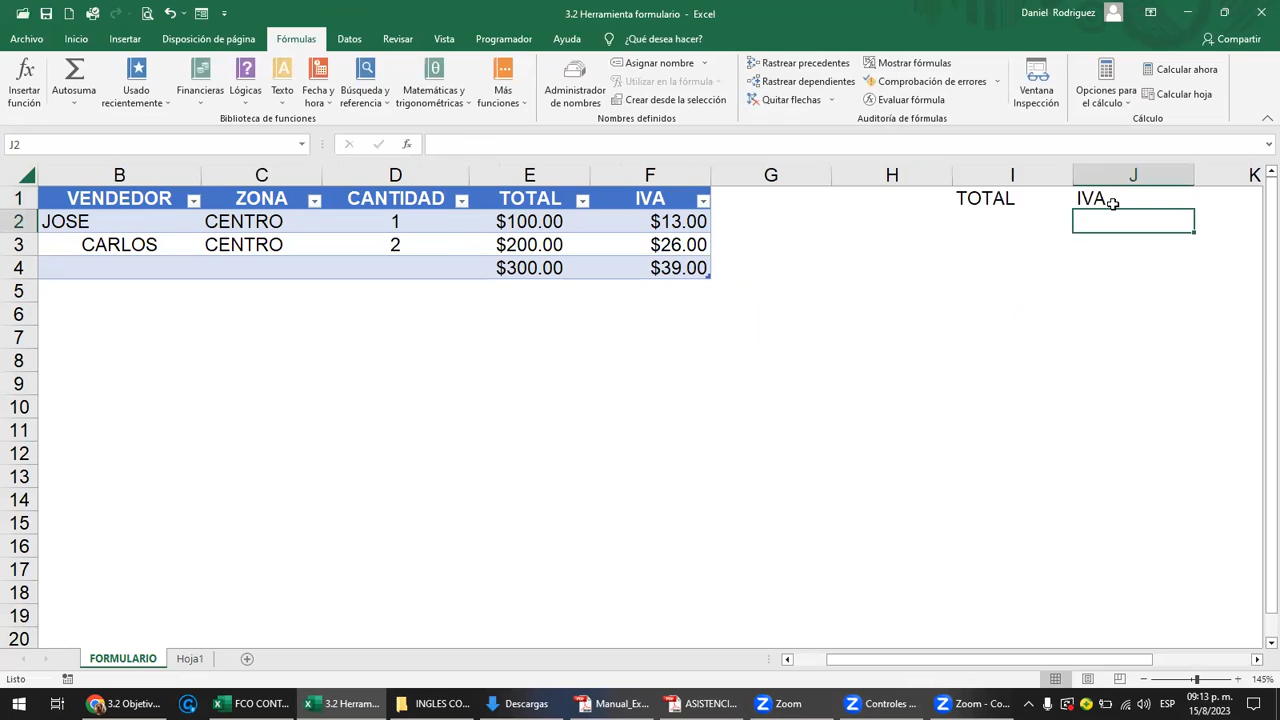 3.2 Herramienta formulario - Excel
Daniel Rodriguez
Archivo Inicio Insertar Disposición de página Fórmulas Datos Revisar Vista Programador Ayuda ¿Qué desea hacer? Compartir
Insertar función
Autosuma
Usado recientemente
Financieras
Lógicas
Texto
Fecha y hora
Búsqueda y referencia
Matemáticas y trigonométricas
Más funciones
Biblioteca de funciones
Administrador de nombres
Asignar nombre
Utilizar en la fórmula
Crear desde la selección
Nombres definidos
Rastrear precedentes
Rastrear dependientes
Quitar flechas
Mostrar fórmulas
Comprobación de errores
Evaluar fórmula
Auditoría de fórmulas
Ventana Inspección
Opciones para el cálculo
Calcular ahora
Calcular hoja
Cálculo
J2 fx
B C D E F G H I J K
1 VENDEDOR ZONA CANTIDAD TOTAL IVA TOTAL IVA
2 JOSE CENTRO 1 $100.00 $13.00
3 CARLOS CENTRO 2 $200.00 $26.00
4 $300.00 $39.00
5
6
7
8
9
10
11
12
13
14
15
16
17
18
19
20
FORMULARIO Hoja1
Listo 145%
3.2 Objetiv... FCO CONT... 3.2 Herram... INGLES CO... Descargas Manual_Ex... ASISTENCI... Zoom Controles ... Zoom - Co... ESP 09:13 p. m.
15/8/2023